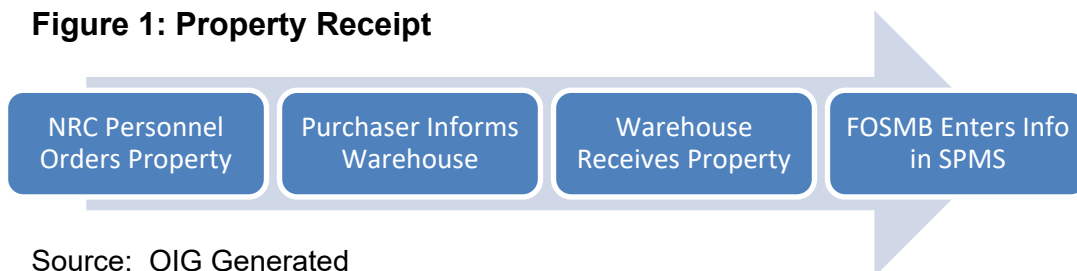 Figure 1: Property Receipt
NRC Personnel
Orders Property
Purchaser Informs
Warehouse
Warehouse
Receives Property
FOSMB Enters Info
in SPMS
Source: OIG Generated